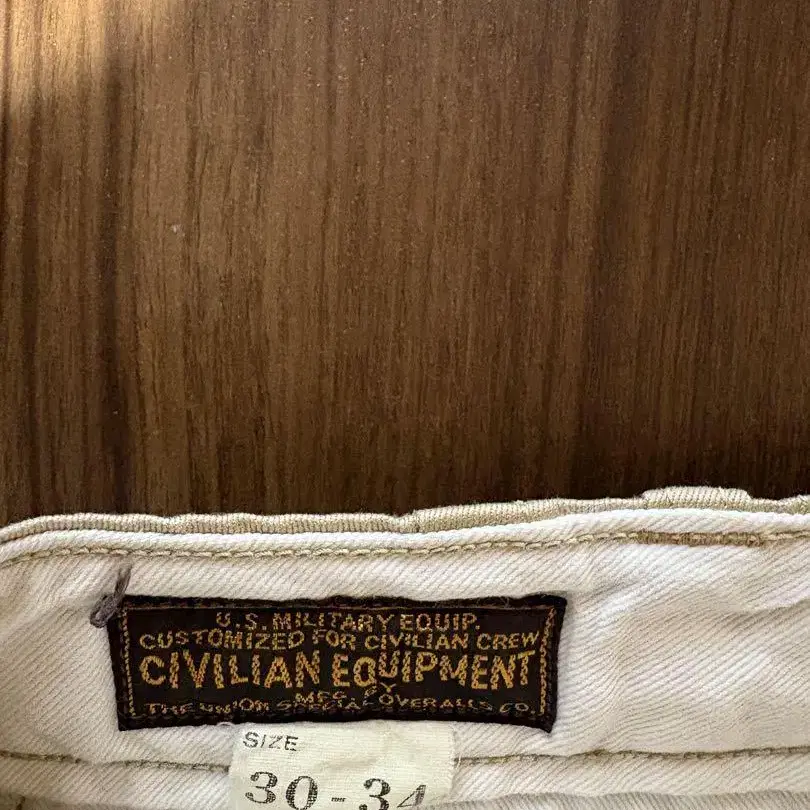 U.S. MILITARY EQUIP.
CUSTOMIZED FOR CIVILIAN CREW
CIVILIAN EQUIPMENT
MFG. BY
THE UNION SPECIAL OVERALLS CO.
SIZE
30-34